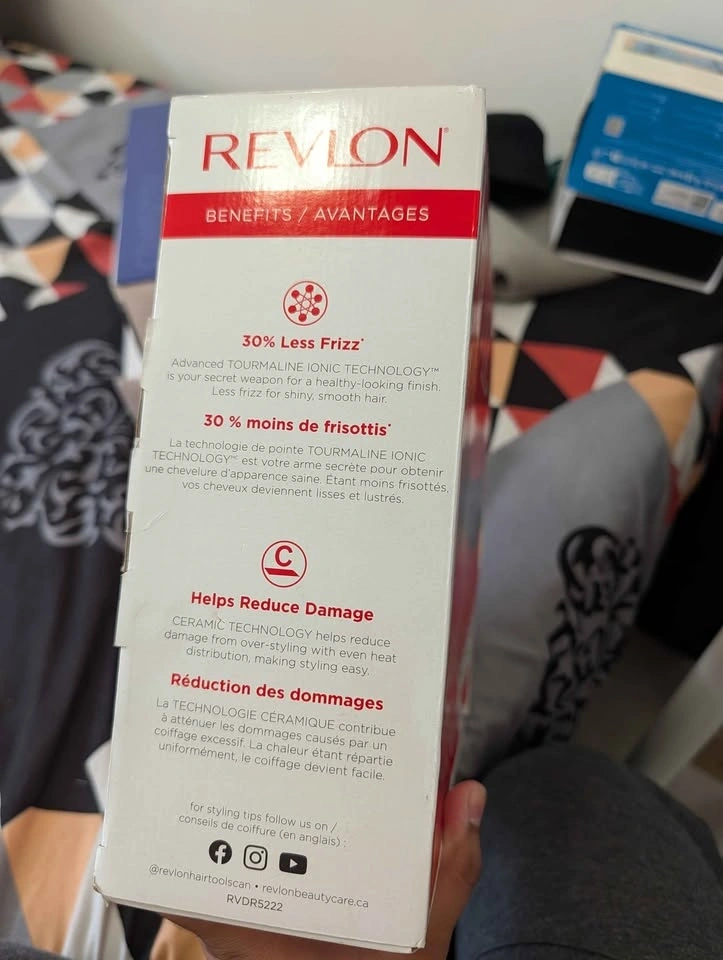 REVLON®
BENEFITS / AVANTAGES
30% Less Frizz*
Advanced TOURMALINE IONIC TECHNOLOGY™
is your secret weapon for a healthy-looking finish.
Less frizz for shiny, smooth hair.
30 % moins de frisottis*
La technologie de pointe TOURMALINE IONIC
TECHNOLOGYᴹᶜ est votre arme secrète pour obtenir
une chevelure d'apparence saine. Étant moins frisottés,
vos cheveux deviennent lisses et lustrés.
C
Helps Reduce Damage
CERAMIC TECHNOLOGY helps reduce
damage from over-styling with even heat
distribution, making styling easy.
Réduction des dommages
La TECHNOLOGIE CÉRAMIQUE contribue
à atténuer les dommages causés par un
coiffage excessif. La chaleur étant répartie
uniformément, le coiffage devient facile.
for styling tips follow us on /
conseils de coiffure (en anglais) :
@revlonhairtoolscan • revlonbeautycare.ca
RVDR5222